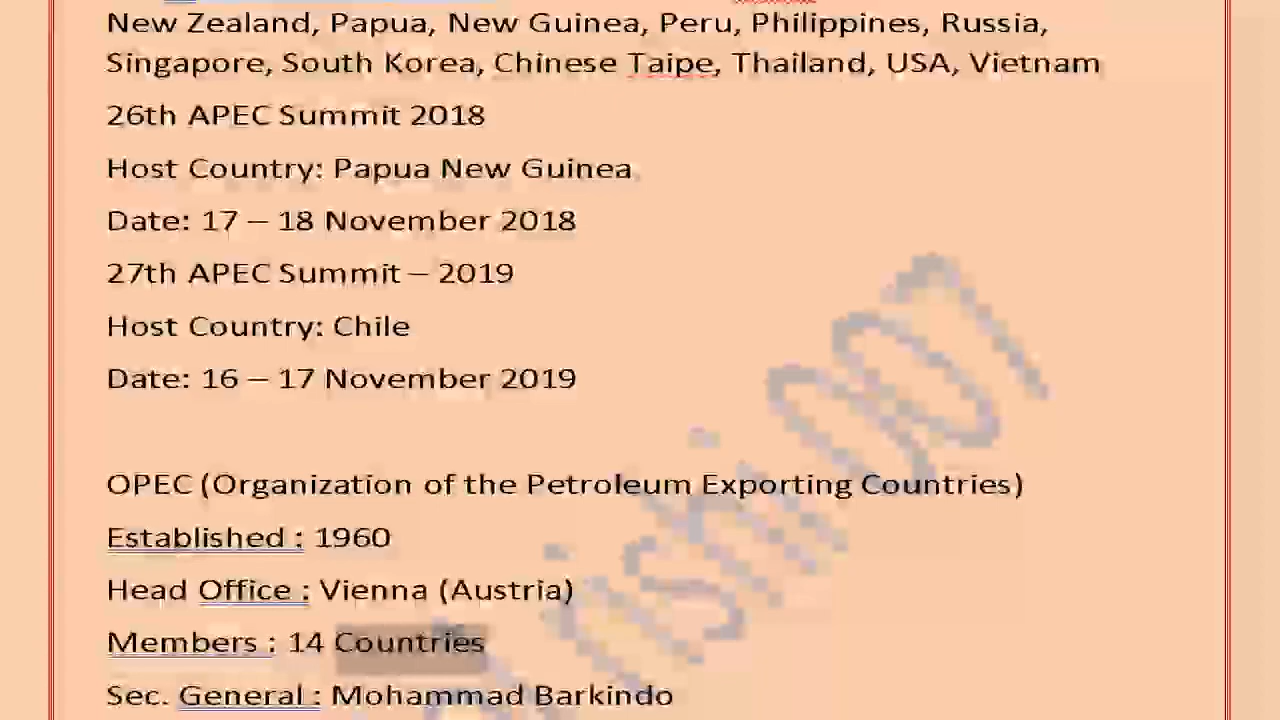 New Zealand, Papua, New Guinea, Peru, Philippines, Russia,
Singapore, South Korea, Chinese Taipe, Thailand, USA, Vietnam
26th APEC Summit 2018
Host Country: Papua New Guinea
Date: 17 – 18 November 2018
27th APEC Summit – 2019
Host Country: Chile
Date: 16 – 17 November 2019
OPEC (Organization of the Petroleum Exporting Countries)
Established : 1960
Head Office : Vienna (Austria)
Members : 14 Countries
Sec. General : Mohammad Barkindo